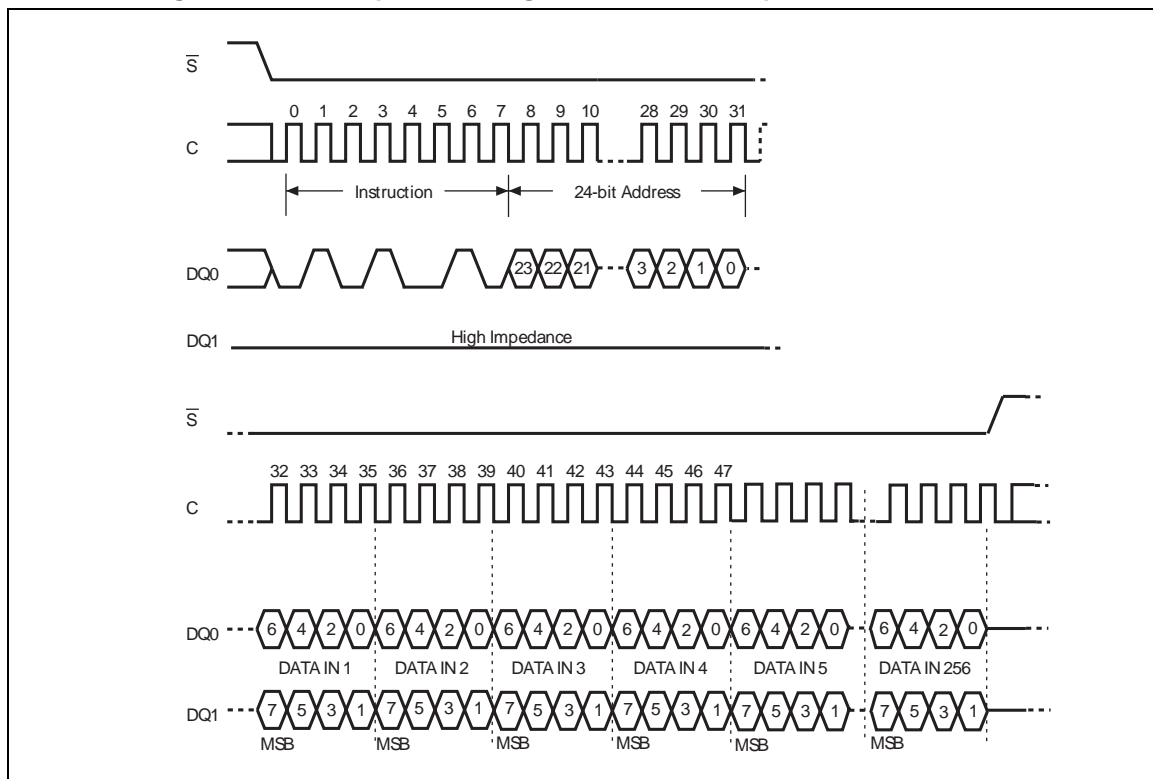 S
0 1 2 3 4 5 6 7 8 9 10 28 29 30 31
C
Instruction 24-bit Address
DQ0 23 22 21 3 2 1 0
High Impedance
DQ1
S
32 33 34 35 36 37 38 39 40 41 42 43 44 45 46 47
C
DQ0 6 4 2 0 6 4 2 0 6 4 2 0 6 4 2 0 6 4 2 0 6 4 2 0
DATA IN 1 DATA IN 2 DATA IN 3 DATA IN 4 DATA IN 5 DATA IN 256
DQ1 7 5 3 1 7 5 3 1 7 5 3 1 7 5 3 1 7 5 3 1 7 5 3 1
MSB MSB MSB MSB MSB MSB